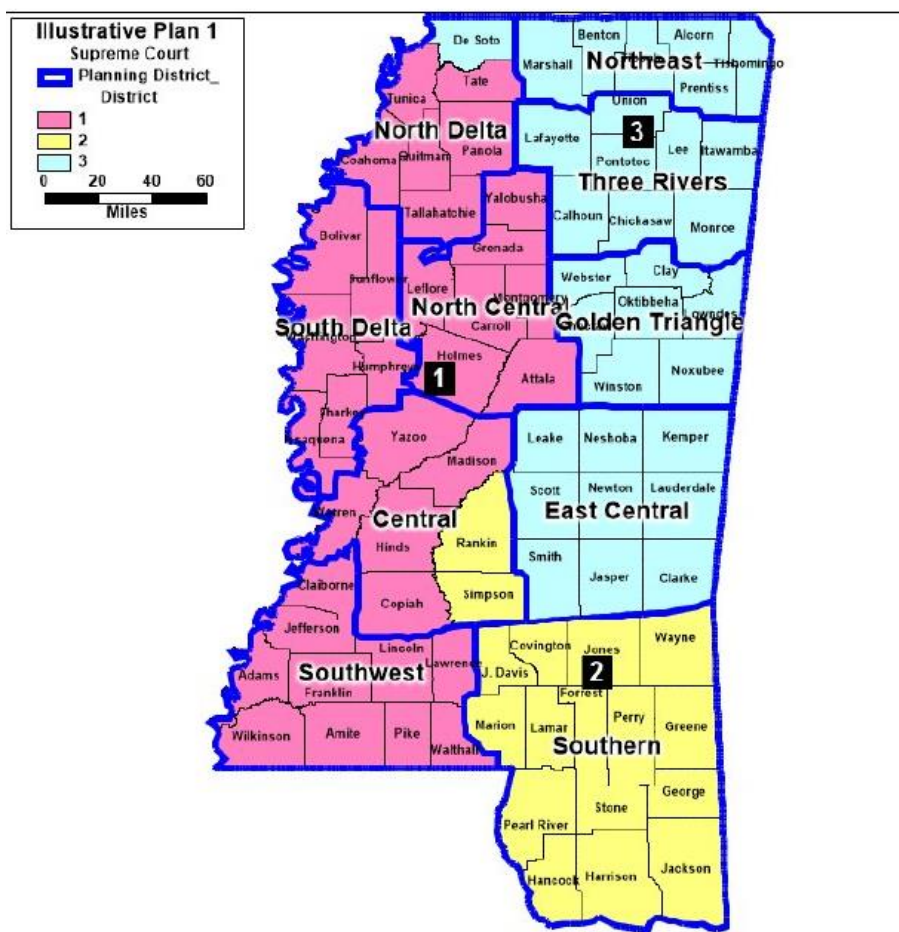 Illustrative Plan 1
Supreme Court
Planning District_
District
1
2
3
0 20 40 60
Miles
De Soto
Benton
Alcorn
Tishomingo
Marshall
Northeast
Prentiss
Tate
Tunica
Union
North Delta
Lafayette
3
Lee
Itawamba
Panola
Quitman
Coahoma
Pontotoc
Three Rivers
Yalobusha
Tallahatchie
Calhoun
Chickasaw
Monroe
Bolivar
Grenada
Webster
Clay
Sunflower
Leflore
Montgomery
Oktibbeha
Lowndes
North Central
Golden Triangle
South Delta
Carroll
Washington
Holmes
Humphrey
1
Attala
Winston
Noxubee
Sharkey
Issaquena
Yazoo
Leake
Neshoba
Kemper
Madison
Scott
Newton
Lauderdale
Warren
Central
East Central
Hinds
Rankin
Smith
Jasper
Clarke
Claiborne
Simpson
Copiah
Jefferson
Lincoln
Covington
Jones
Wayne
Lawrence
Southwest
J. Davis
2
Adams
Franklin
Forrest
Marion
Lamar
Perry
Greene
Wilkinson
Amite
Pike
Walthall
Southern
George
Stone
Pearl River
Hancock
Harrison
Jackson